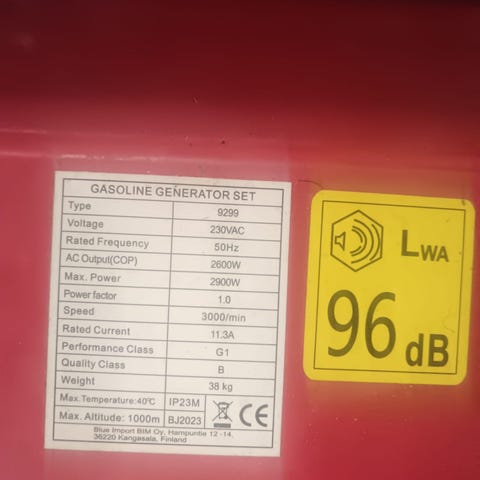 GASOLINE GENERATOR SET
Type 9299
Voltage 230VAC
Rated Frequency 50Hz
AC Output(COP) 2600W
Max. Power 2900W
Power factor 1.0
Speed 3000/min
Rated Current 11.3A
Performance Class G1
Quality Class B
Weight 38 kg
Max.Temperature:40°C IP23M
Max. Altitude: 1000m BJ2023 CE
Blue Import BIM Oy, Hampuntie 12 -14,
36220 Kangasala, Finland
LWA
96 dB